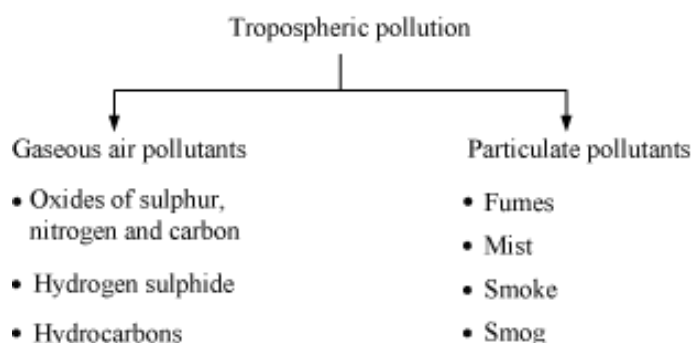 Tropospheric pollution
Gaseous air pollutants
• Oxides of sulphur,
nitrogen and carbon
• Hydrogen sulphide
• Hydrocarbons
Particulate pollutants
• Fumes
• Mist
• Smoke
• Smog